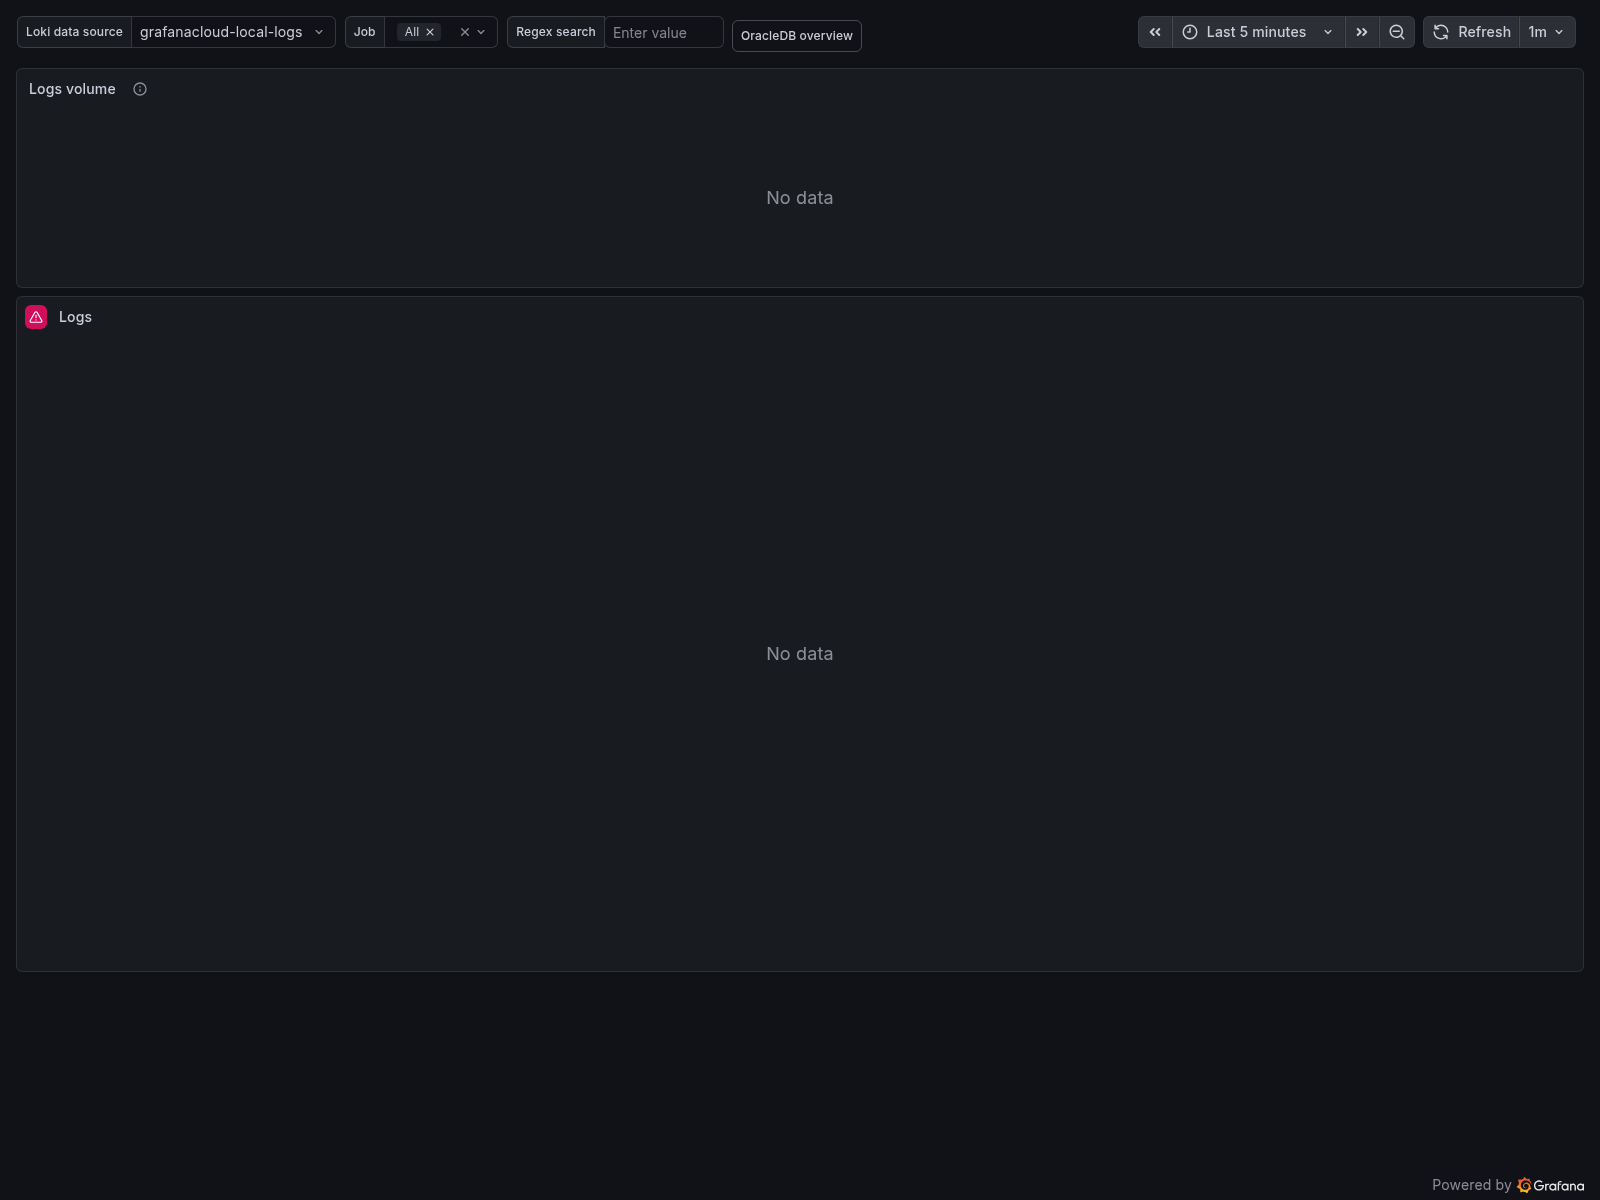 Loki data source grafanacloud-local-logs Job All Regex search Enter value OracleDB overview Last 5 minutes Refresh 1m
Logs volume
No data
Logs
No data
Powered by Grafana